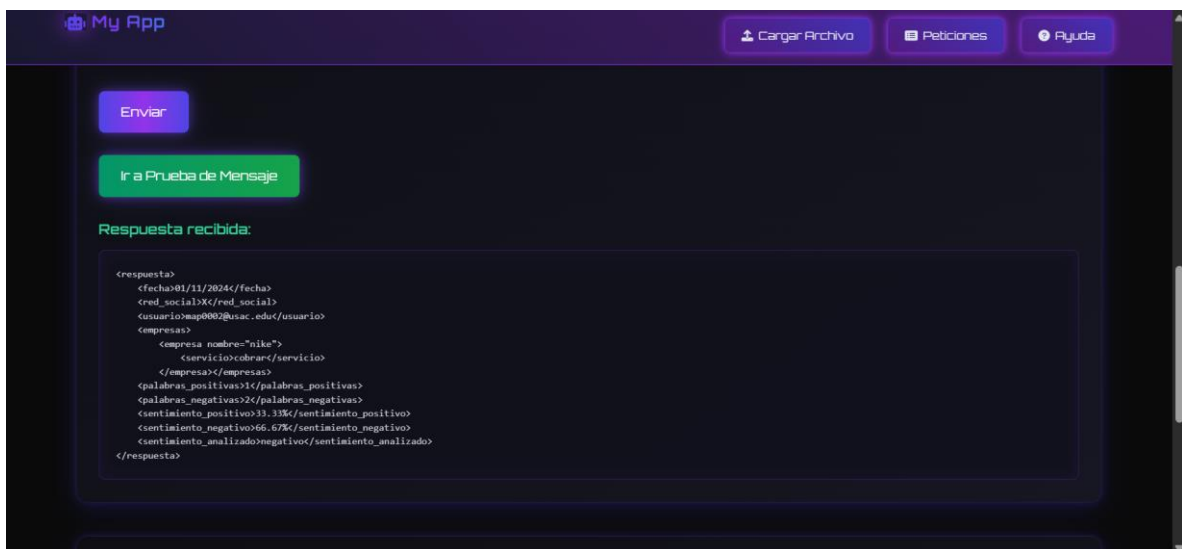 My App
Cargar Archivo
Peticiones
Ayuda
Enviar
Ir a Prueba de Mensaje
Respuesta recibida:
<respuesta>
    <fecha>01/11/2024</fecha>
    <red_social>X</red_social>
    <usuario>map0002@usac.edu</usuario>
    <empresas>
        <empresa nombre="nike">
            <servicio>cobrar</servicio>
        </empresa></empresas>
    <palabras_positivas>1</palabras_positivas>
    <palabras_negativas>2</palabras_negativas>
    <sentimiento_positivo>33.33%</sentimiento_positivo>
    <sentimiento_negativo>66.67%</sentimiento_negativo>
    <sentimiento_analizado>negativo</sentimiento_analizado>
</respuesta>